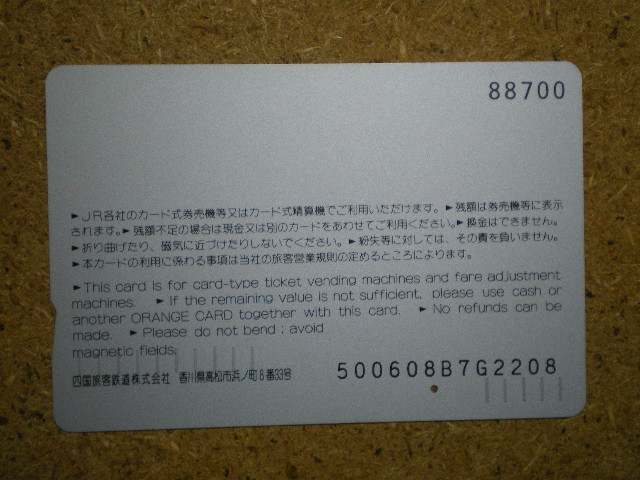 88700
►JR各社のカード式券売機等又はカード式精算機でご利用いただけます。►残額は券売機等に表示
されます。►残額不足の場合は現金又は別のカードをあわせてご利用ください。►換金はできません。
►折り曲げたり、磁気に近づけたりしないでください。►紛失等に対しては、その責を負いません。
►本カードの利用に係わる事項は当社の旅客営業規則の定めるところによります。
►This card is for card-type ticket vending machines and fare adjustment
machines. ►If the remaining value is not sufficient, please use cash or
another ORANGE CARD together with this card. ►No refunds can be
made. ►Please do not bend ; avoid
magnetic fields.
四国旅客鉄道株式会社 香川県高松市浜ノ町8番33号
500608B7G2208